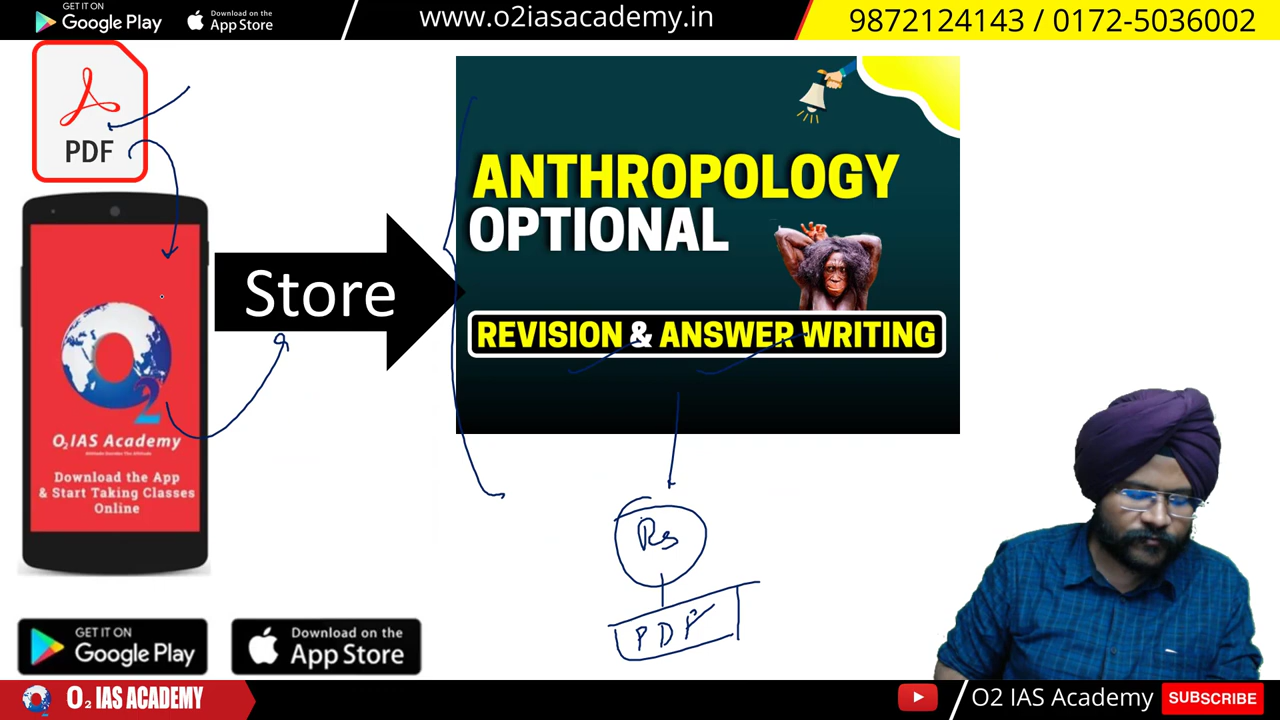 GET IT ON
Google Play
Download on the
App Store
www.o2iasacademy.in
9872124143 / 0172-5036002
PDF
Store
O2 IAS Academy
Download the App
& Start Taking Classes
Online
ANTHROPOLOGY
OPTIONAL
REVISION & ANSWER WRITING
Rs
PDF
GET IT ON
Google Play
Download on the
App Store
O2 IAS ACADEMY
O2 IAS Academy
SUBSCRIBE